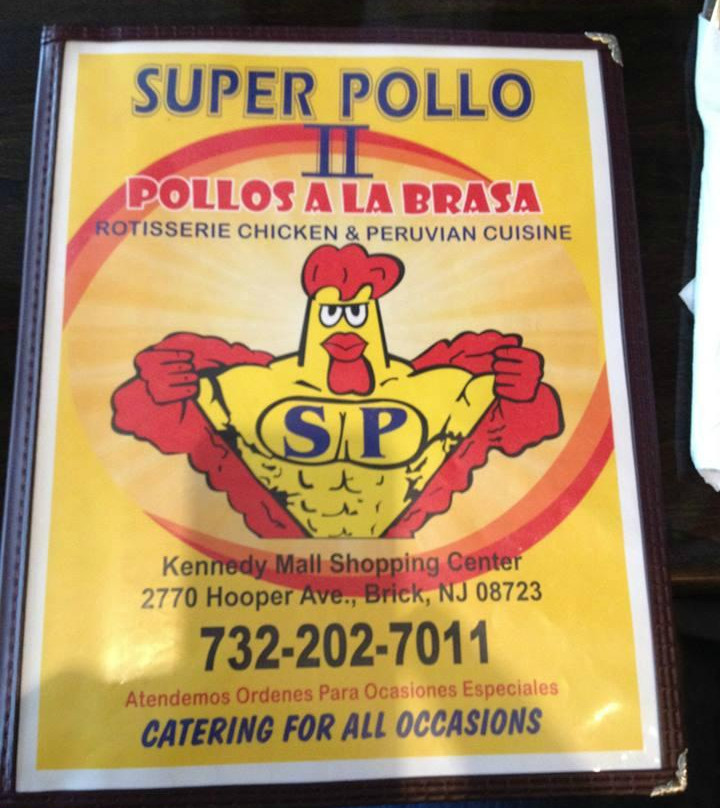 SUPER POLLO
II
POLLOS A LA BRASA
ROTISSERIE CHICKEN & PERUVIAN CUISINE
S P
Kennedy Mall Shopping Center
2770 Hooper Ave., Brick, NJ 08723
732-202-7011
Atendemos Ordenes Para Ocasiones Especiales
CATERING FOR ALL OCCASIONS